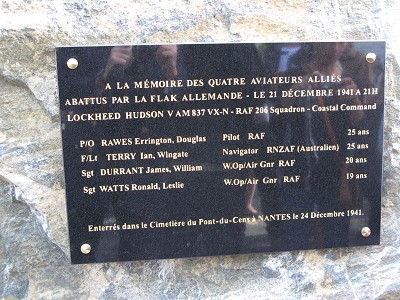 A LA MÉMOIRE DES QUATRE AVIATEURS ALLIÉS
ABATTUS PAR LA FLAK ALLEMANDE - LE 21 DÉCEMBRE 1941 A 21H
LOCKHEED HUDSON V AM 837 VX-N - RAF 206 Squadron - Coastal Command
P/O RAWES Errington, Douglas Pilot RAF 25 ans
F/Lt TERRY Ian, Wingate Navigator RNZAF (Australien) 25 ans
Sgt DURRANT James, William W.Op/Air Gnr RAF 20 ans
Sgt WATTS Ronald, Leslie W.Op/Air Gnr RAF 19 ans
Enterrés dans le Cimetière du Pont-du-Cens à NANTES le 24 Décembre 1941.